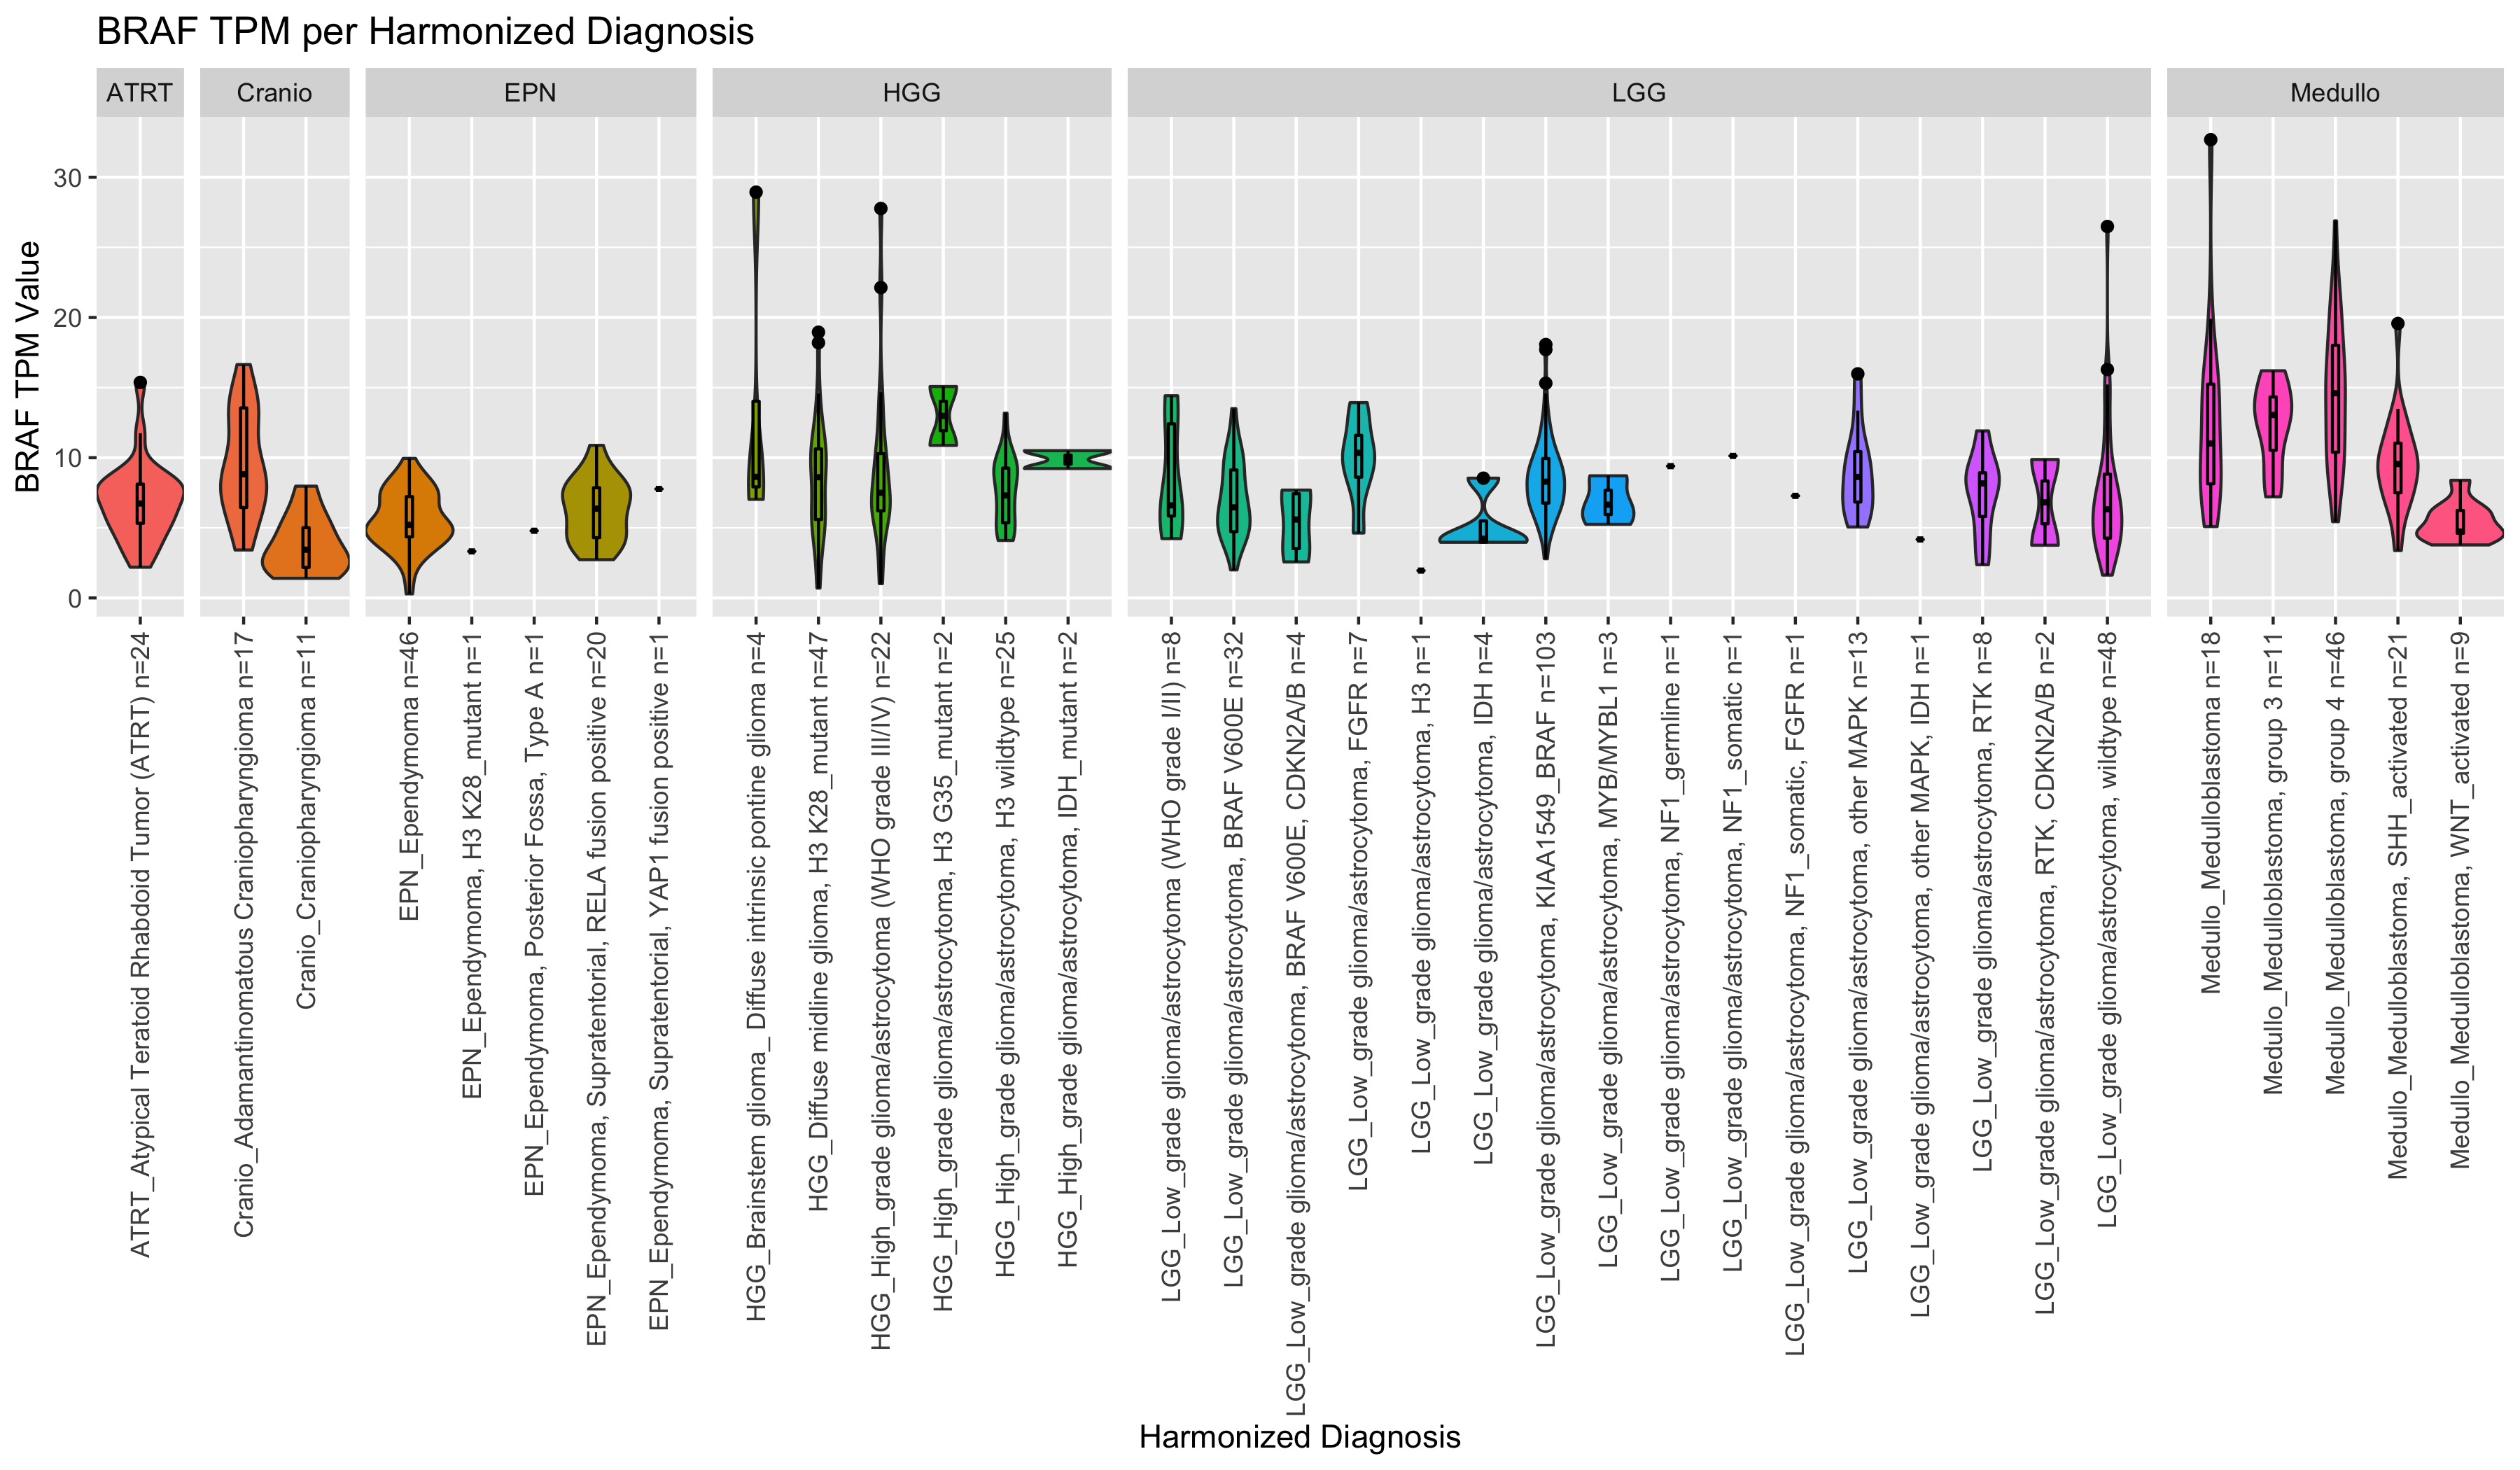 BRAF TPM per Harmonized Diagnosis
ATRT
Cranio
EPN
HGG
LGG
Medullo
BRAF TPM Value
30
20
10
0
ATRT_Atypical Teratoid Rhabdoid Tumor (ATRT) n=24
Cranio_Adamantinomatous Craniopharyngioma n=17
Cranio_Craniopharyngioma n=11
EPN_Ependymoma n=46
EPN_Ependymoma, H3 K28_mutant n=1
EPN_Ependymoma, Posterior Fossa, Type A n=1
EPN_Ependymoma, Supratentorial, RELA fusion positive n=20
EPN_Ependymoma, Supratentorial, YAP1 fusion positive n=1
HGG_Brainstem glioma_ Diffuse intrinsic pontine glioma n=4
HGG_Diffuse midline glioma, H3 K28_mutant n=47
HGG_High_grade glioma/astrocytoma (WHO grade III/IV) n=22
HGG_High_grade glioma/astrocytoma, H3 G35_mutant n=2
HGG_High_grade glioma/astrocytoma, H3 wildtype n=25
HGG_High_grade glioma/astrocytoma, IDH_mutant n=2
LGG_Low_grade glioma/astrocytoma (WHO grade I/II) n=8
LGG_Low_grade glioma/astrocytoma, BRAF V600E n=32
LGG_Low_grade glioma/astrocytoma, BRAF V600E, CDKN2A/B n=4
LGG_Low_grade glioma/astrocytoma, FGFR n=7
LGG_Low_grade glioma/astrocytoma, H3 n=1
LGG_Low_grade glioma/astrocytoma, IDH n=4
LGG_Low_grade glioma/astrocytoma, KIAA1549_BRAF n=103
LGG_Low_grade glioma/astrocytoma, MYB/MYBL1 n=3
LGG_Low_grade glioma/astrocytoma, NF1_germline n=1
LGG_Low_grade glioma/astrocytoma, NF1_somatic n=1
LGG_Low_grade glioma/astrocytoma, NF1_somatic, FGFR n=1
LGG_Low_grade glioma/astrocytoma, other MAPK n=13
LGG_Low_grade glioma/astrocytoma, other MAPK, IDH n=1
LGG_Low_grade glioma/astrocytoma, RTK n=8
LGG_Low_grade glioma/astrocytoma, RTK, CDKN2A/B n=2
LGG_Low_grade glioma/astrocytoma, wildtype n=48
Medullo_Medulloblastoma n=18
Medullo_Medulloblastoma, group 3 n=11
Medullo_Medulloblastoma, group 4 n=46
Medullo_Medulloblastoma, SHH_activated n=21
Medullo_Medulloblastoma, WNT_activated n=9
Harmonized Diagnosis